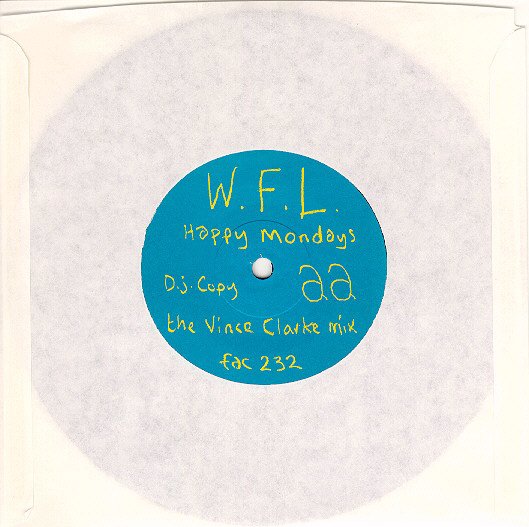 W.F.L.
Happy Mondays
D.j. Copy aa
the Vince Clarke mix
fac 232